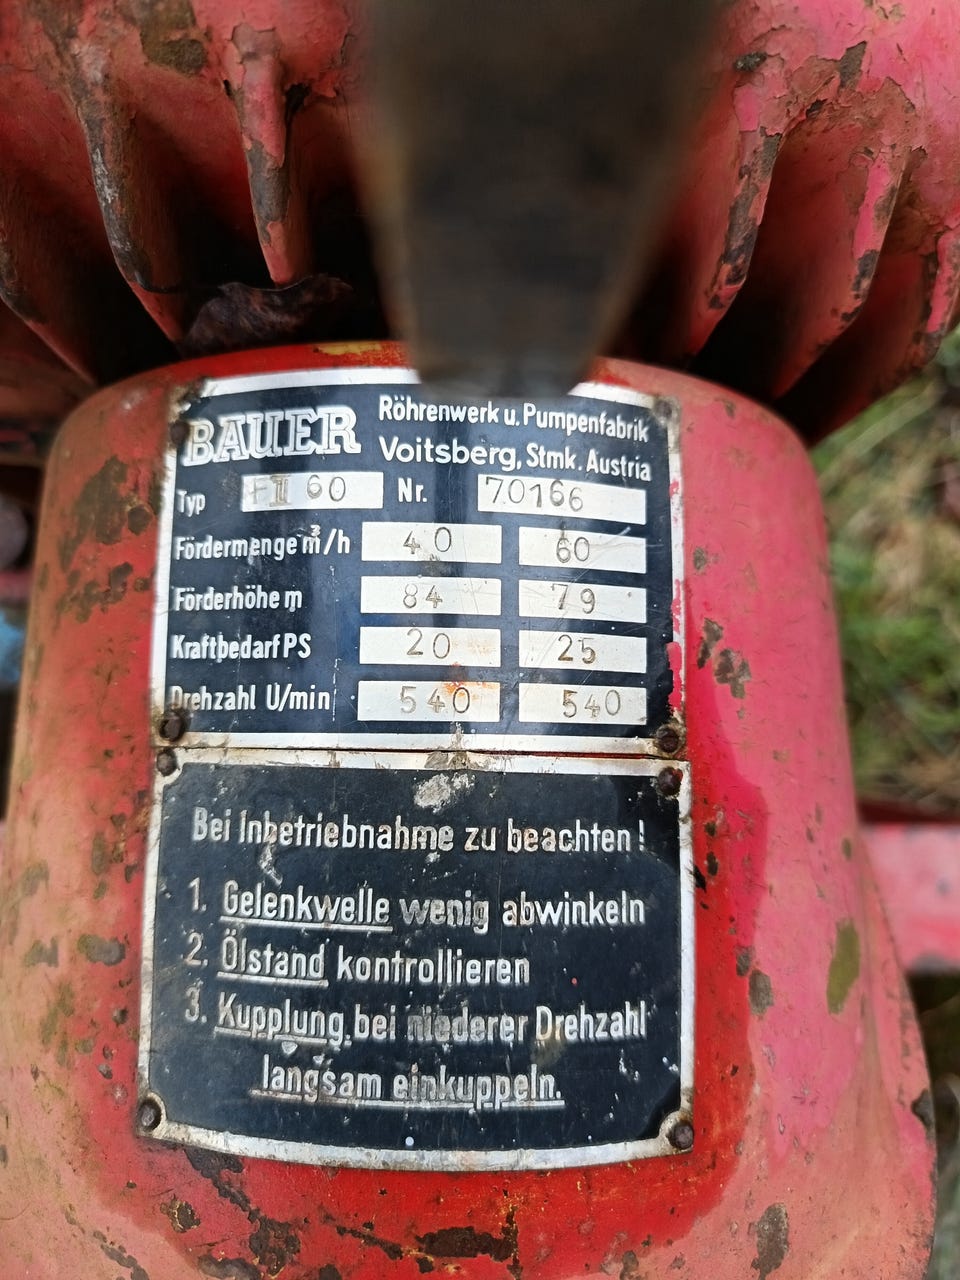 BAUER Röhrenwerk u. Pumpenfabrik
Voitsberg, Stmk. Austria
Typ FII 60 Nr. 70166
Fördermenge m³/h 40 60
Förderhöhe m 84 79
Kraftbedarf PS 20 25
Drehzahl U/min 540 540
Bei Inbetriebnahme zu beachten!
1. Gelenkwelle wenig abwinkeln
2. Ölstand kontrollieren
3. Kupplung bei niederer Drehzahl
langsam einkuppeln.